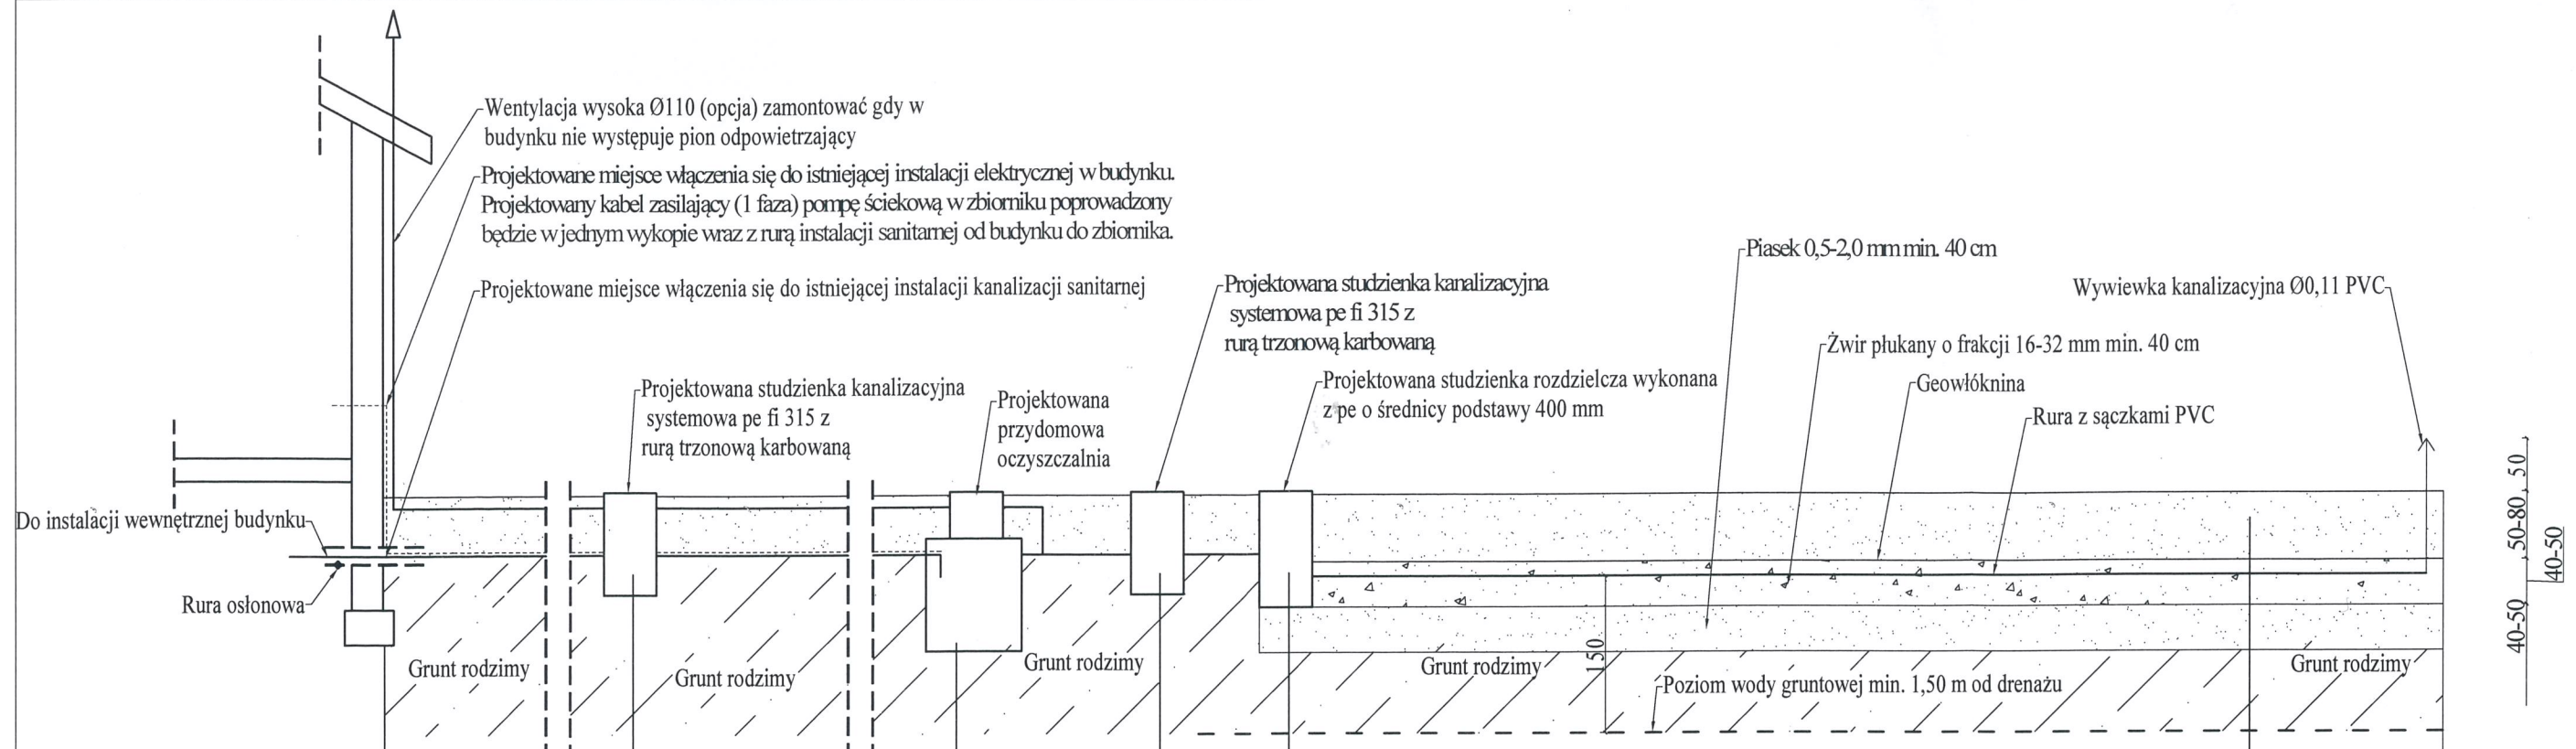 Wentylacja wysoka Ø110 (opcja) zamontować gdy w
budynku nie występuje pion odpowietrzający
Projektowane miejsce włączenia się do istniejącej instalacji elektrycznej w budynku.
Projektowany kabel zasilający (1 faza) pompę ściekową w zbiorniku poprowadzony
będzie w jednym wykopie wraz z rurą instalacji sanitarnej od budynku do zbiornika.
Projektowane miejsce włączenia się do istniejącej instalacji kanalizacji sanitarnej
Projektowana studzienka kanalizacyjna
systemowa pe fi 315 z
rurą trzonową karbowaną
Projektowana
przydomowa
oczyszczalnia
Projektowana studzienka kanalizacyjna
systemowa pe fi 315 z
rurą trzonową karbowaną
Projektowana studzienka rozdzielcza wykonana
z pe o średnicy podstawy 400 mm
Piasek 0,5-2,0 mm min. 40 cm
Wywiewka kanalizacyjna Ø0,11 PVC
Żwir płukany o frakcji 16-32 mm min. 40 cm
Geowłóknina
Rura z sączkami PVC
Do instalacji wewnętrznej budynku
Rura osłonowa
Grunt rodzimy
Grunt rodzimy
Grunt rodzimy
Grunt rodzimy
Grunt rodzimy
150
Poziom wody gruntowej min. 1,50 m od drenażu
50
50-80
40-50
40-50